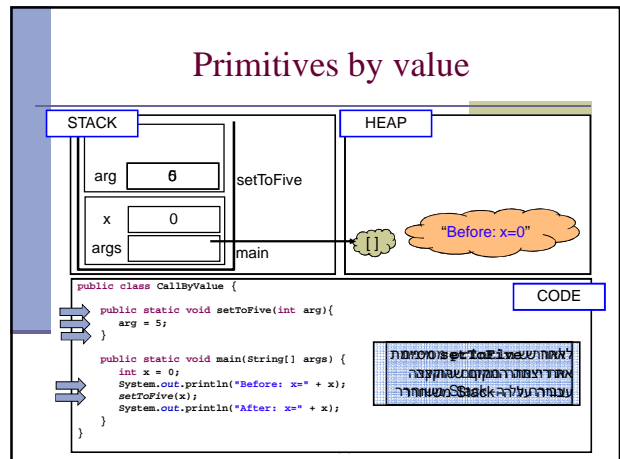 Primitives by value
STACK
HEAP
arg
setToFive
x 0
args
main
[ ]
“Before: x=0”
CODE
public class CallByValue {
public static void setToFive(int arg){
arg = 5;
}
public static void main(String[] args) {
int x = 0;
System.out.println("Before: x=" + x);
setToFive(x);
System.out.println("After: x=" + x);
}
}
setToFive
Stack